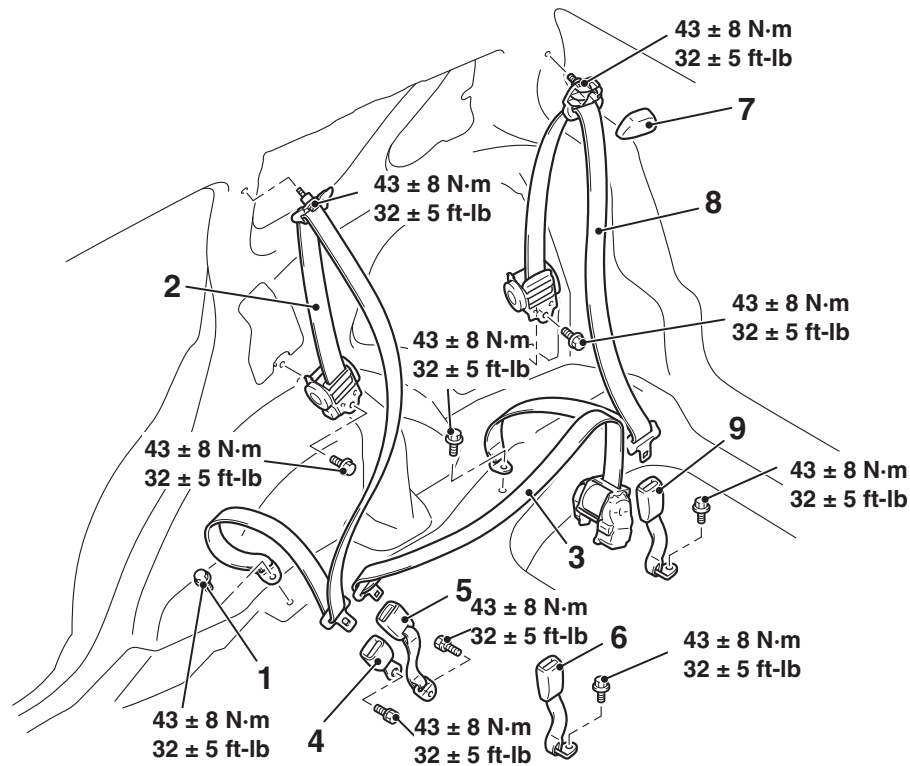 43 ± 8 N·m
32 ± 5 ft-lb
7
43 ± 8 N·m
32 ± 5 ft-lb
8
2
43 ± 8 N·m
32 ± 5 ft-lb
43 ± 8 N·m
32 ± 5 ft-lb
9
43 ± 8 N·m
32 ± 5 ft-lb
43 ± 8 N·m
32 ± 5 ft-lb
3
5
43 ± 8 N·m
32 ± 5 ft-lb
6
43 ± 8 N·m
32 ± 5 ft-lb
1
43 ± 8 N·m
32 ± 5 ft-lb
4
43 ± 8 N·m
32 ± 5 ft-lb